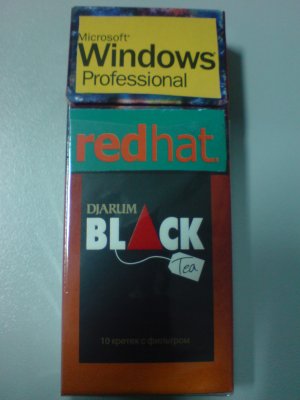 Microsoft®
Windows®
Professional
redhat.
DJARUM
BLACK
Tea
10 кретек с фильтром